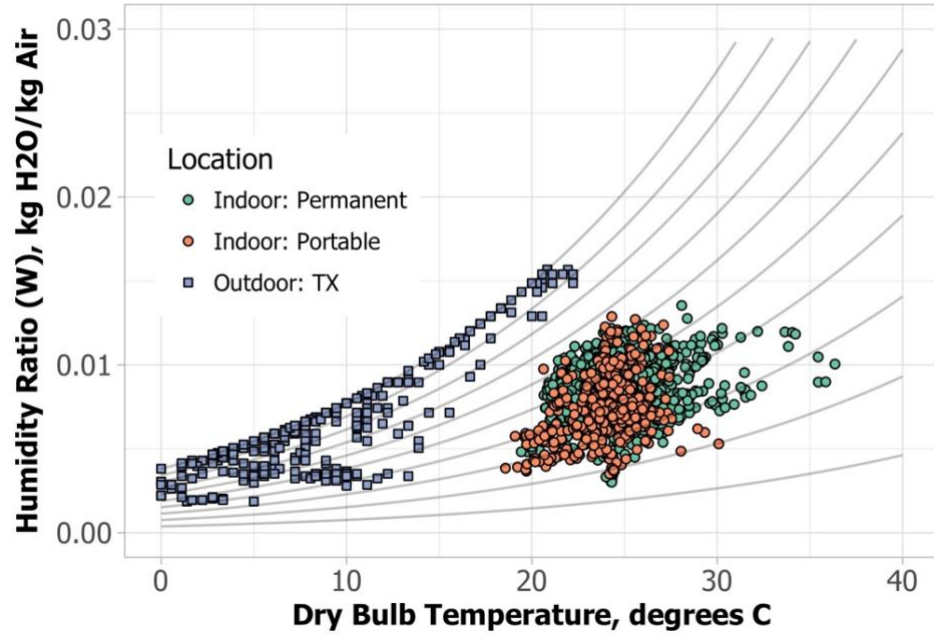 Humidity Ratio (W), kg H2O/kg Air
0.03
0.02
0.01
0.00
Location
Indoor: Permanent
Indoor: Portable
Outdoor: TX
0 10 20 30 40
Dry Bulb Temperature, degrees C